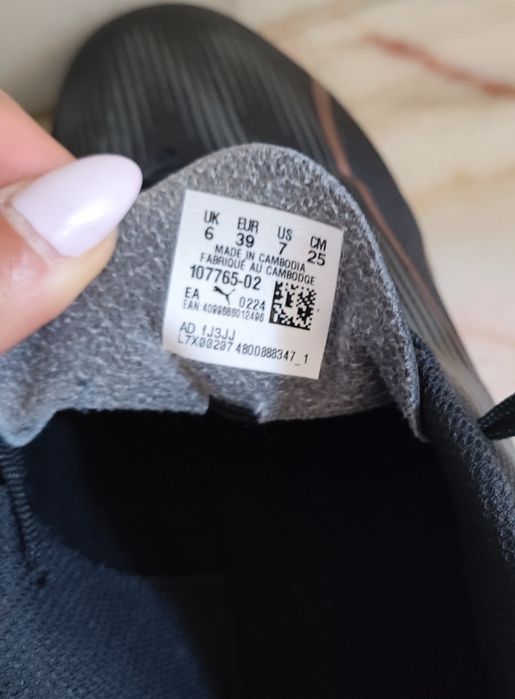 UK EUR US CM
6 39 7 25
MADE IN CAMBODIA
FABRIQUÉ AU CAMBODGE
107765-02
EA 0224
EAN 4099686012496
AD 1J3JJ
L7X00207 4800888347_1